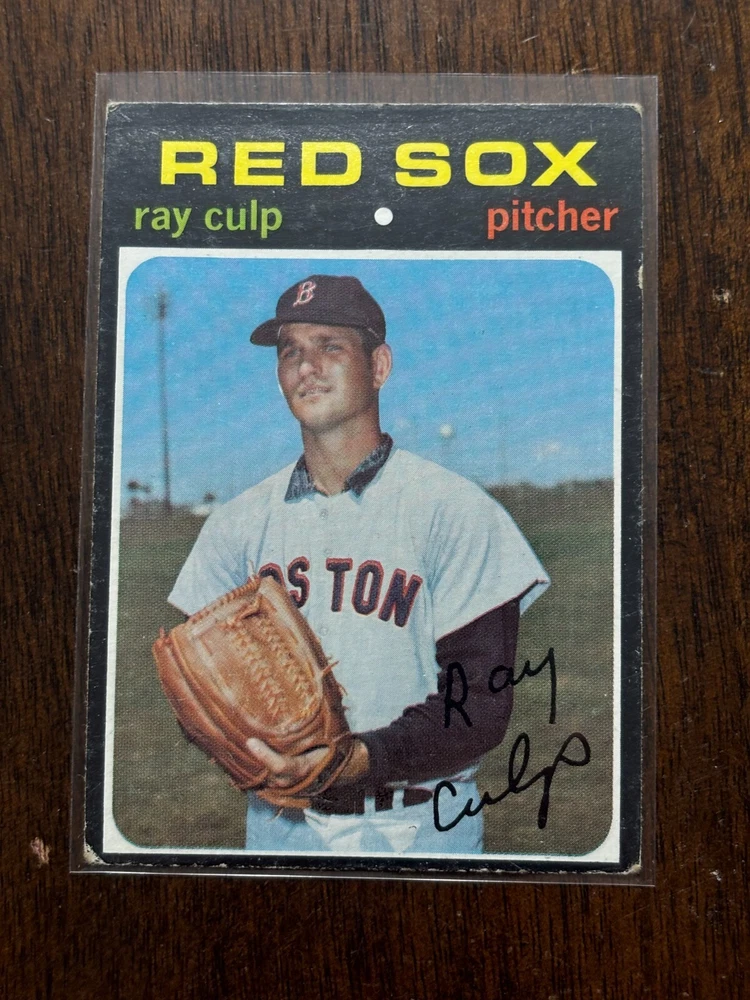 RED SOX
ray culp pitcher
B
OSTON
Ray
Culp